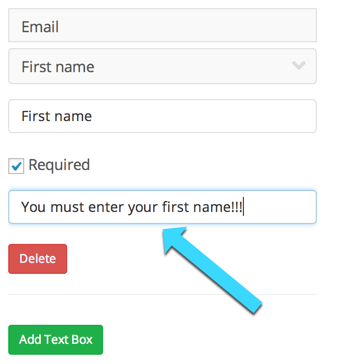 Email
First name
First name
Required
You must enter your first name!!!
Delete
Add Text Box